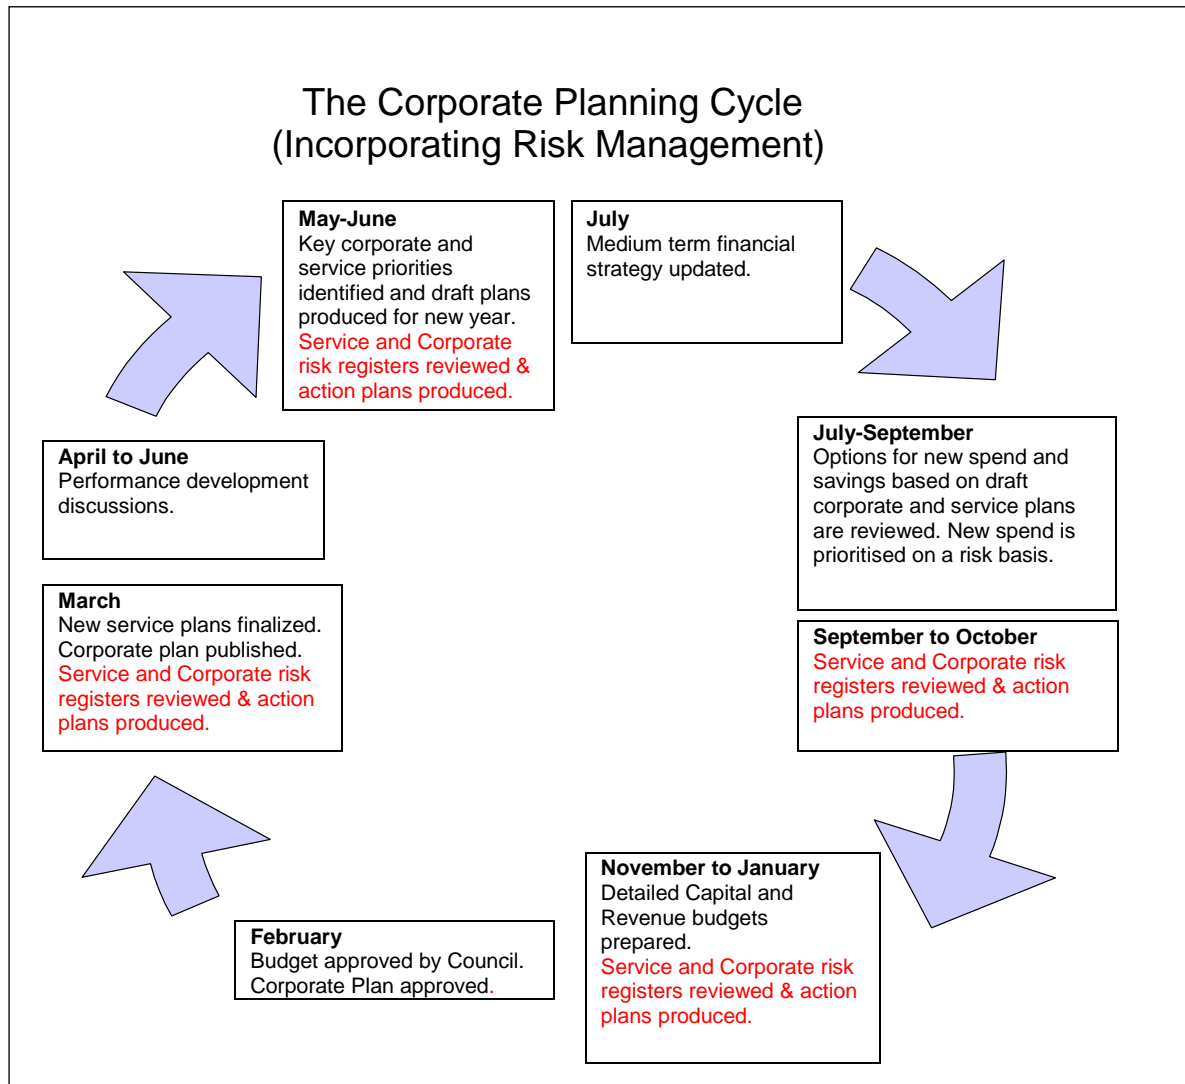 The Corporate Planning Cycle
(Incorporating Risk Management)
May-June
Key corporate and
service priorities
identified and draft plans
produced for new year.
Service and Corporate
risk registers reviewed &
action plans produced.
July
Medium term financial
strategy updated.
July-September
Options for new spend and
savings based on draft
corporate and service plans
are reviewed. New spend is
prioritised on a risk basis.
September to October
Service and Corporate risk
registers reviewed & action
plans produced.
November to January
Detailed Capital and
Revenue budgets
prepared.
Service and Corporate risk
registers reviewed & action
plans produced.
February
Budget approved by Council.
Corporate Plan approved.
March
New service plans finalized.
Corporate plan published.
Service and Corporate risk
registers reviewed & action
plans produced.
April to June
Performance development
discussions.